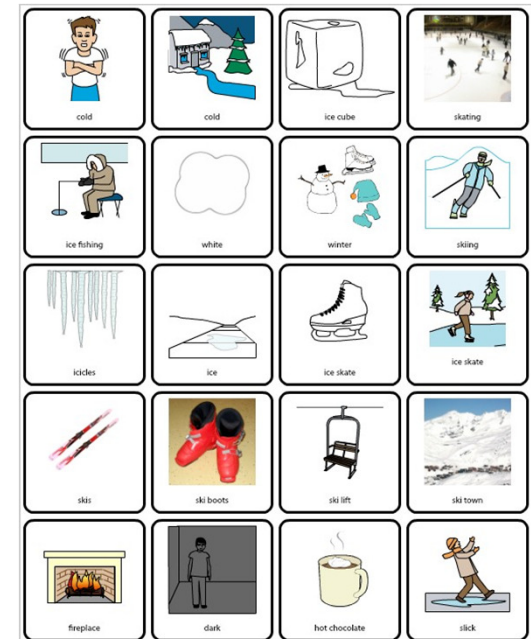 cold
cold
ice cube
skating
ice fishing
white
winter
skiing
icicles
ice
ice skate
ice skate
skis
ski boots
ski lift
ski town
fireplace
dark
hot chocolate
slick